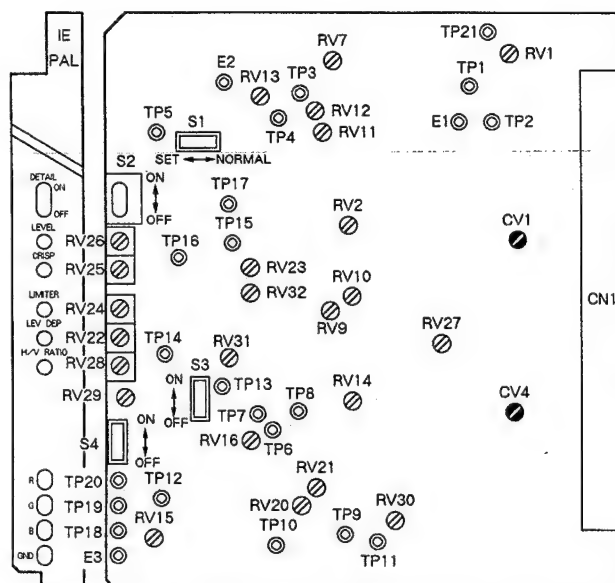 IE
PAL
TP21
RV7
RV1
E2
RV13
TP3
TP1
TP5
S1
TP4
RV12
RV11
E1
TP2
SET NORMAL
S2
ON
OFF
DETAIL
ON
OFF
TP17
LEVEL
RV26
TP15
RV2
CV1
CRISP
RV25
TP16
RV23
RV32
RV10
CN1
LIMITER
RV24
RV9
LEV DEP
RV22
RV27
H/V RATIO
RV28
TP14
RV31
S3
ON
OFF
TP13
RV29
TP7
TP8
RV14
CV4
S4
ON
OFF
RV16
TP6
R
TP20
TP12
RV21
G
TP19
RV20
RV30
B
TP18
RV15
TP10
TP9
TP11
GND
E3